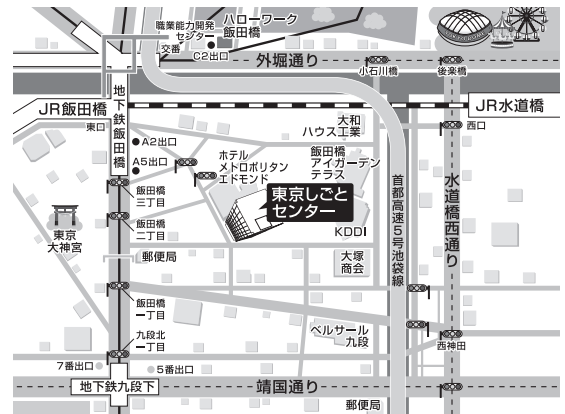 職業能力開発
センター
ハローワーク
飯田橋
交番
C2出口
外堀通り
小石川橋
後楽橋
JR飯田橋
JR水道橋
東口
西口
地下鉄飯田橋
A2出口
A5出口
大和
ハウス工業
ホテル
メトロポリタン
エドモンド
飯田橋
アイガーデン
テラス
東京しごと
センター
飯田橋
三丁目
飯田橋
二丁目
東京
大神宮
KDDI
首都高速5号池袋線
水道橋西通り
郵便局
大塚
商会
飯田橋
一丁目
九段北
一丁目
ベルサール
九段
西神田
7番出口
5番出口
地下鉄九段下
靖国通り
郵便局